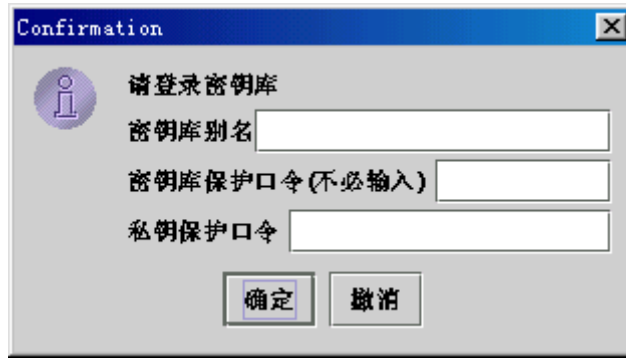 Confirmation
请登录密钥库
密钥库别名
密钥库保护口令(不必输入)
私钥保护口令
确定 撤消